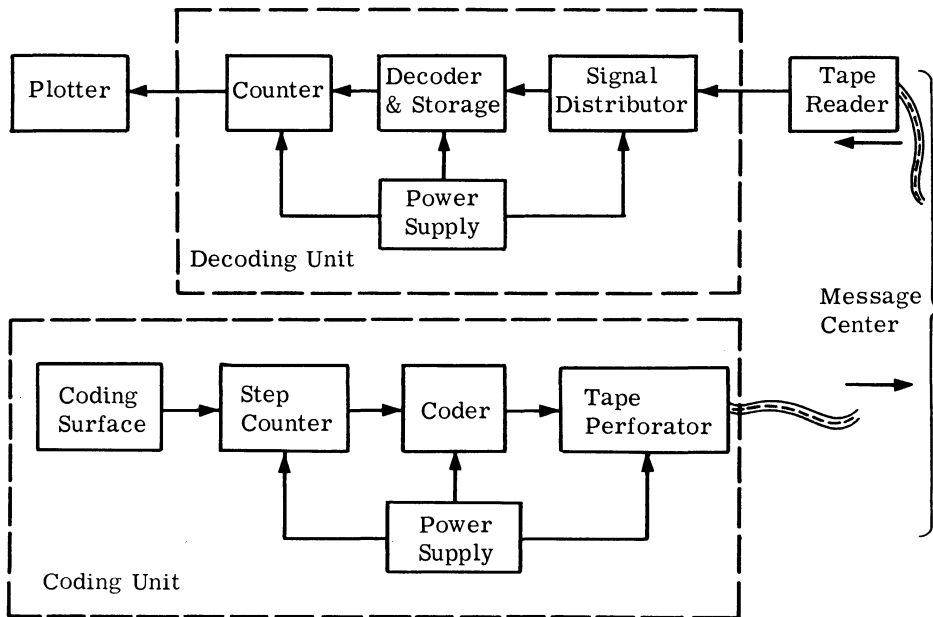 Plotter
Counter
Decoder
& Storage
Signal
Distributor
Tape
Reader
Power
Supply
Decoding Unit
Message
Center
Coding
Surface
Step
Counter
Coder
Tape
Perforator
Power
Supply
Coding Unit